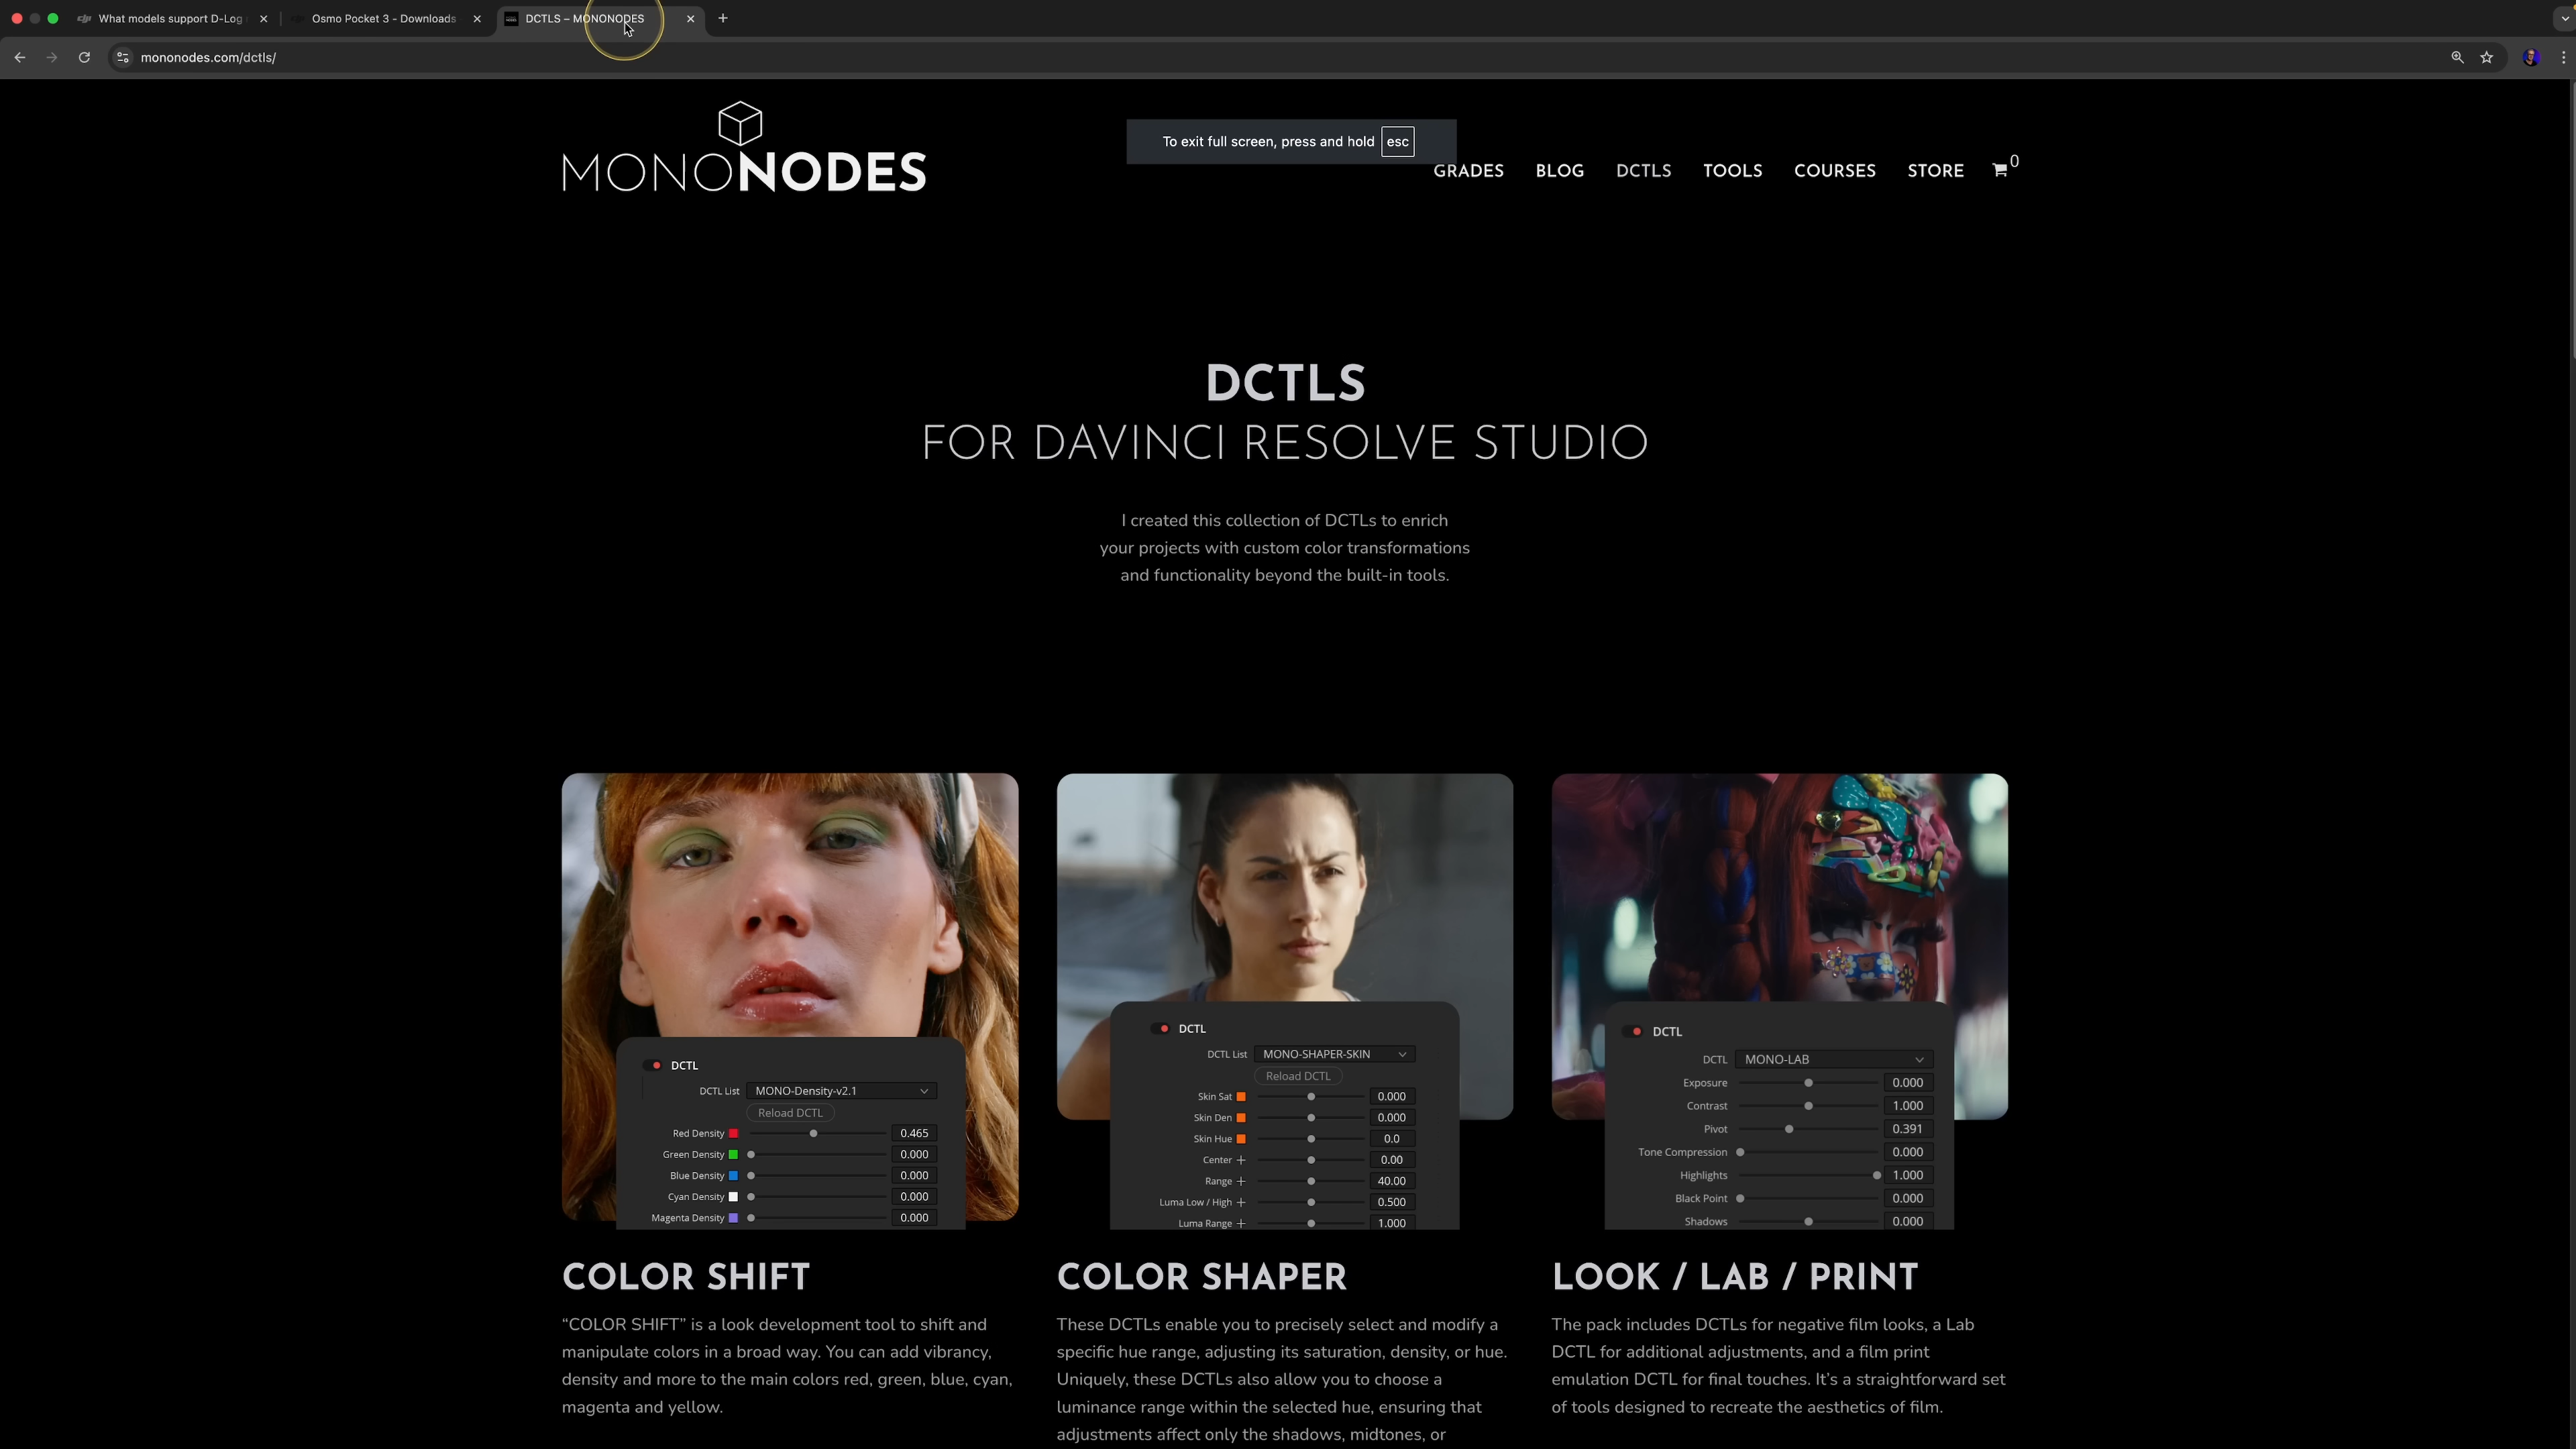 What models support D-Log
Osmo Pocket 3 - Downloads
DCTLS – MONONODES
mononodes.com/dctls/
MONONODES
To exit full screen, press and hold esc
GRADES BLOG DCTLS TOOLS COURSES STORE 0
DCTLS
FOR DAVINCI RESOLVE STUDIO
I created this collection of DCTLs to enrich
your projects with custom color transformations
and functionality beyond the built-in tools.
DCTL
DCTL List MONO-Density-v2.1
Reload DCTL
Red Density 0.465
Green Density 0.000
Blue Density 0.000
Cyan Density 0.000
Magenta Density 0.000
COLOR SHIFT
“COLOR SHIFT” is a look development tool to shift and
manipulate colors in a broad way. You can add vibrancy,
density and more to the main colors red, green, blue, cyan,
magenta and yellow.
DCTL
DCTL List MONO-SHAPER-SKIN
Reload DCTL
Skin Sat 0.000
Skin Den 0.000
Skin Hue 0.0
Center 0.00
Range 40.00
Luma Low / High 0.500
Luma Range 1.000
COLOR SHAPER
These DCTLs enable you to precisely select and modify a
specific hue range, adjusting its saturation, density, or hue.
Uniquely, these DCTLs also allow you to choose a
luminance range within the selected hue, ensuring that
adjustments affect only the shadows, midtones, or
DCTL
DCTL MONO-LAB
Exposure 0.000
Contrast 1.000
Pivot 0.391
Tone Compression 0.000
Highlights 1.000
Black Point 0.000
Shadows 0.000
LOOK / LAB / PRINT
The pack includes DCTLs for negative film looks, a Lab
DCTL for additional adjustments, and a film print
emulation DCTL for final touches. It's a straightforward set
of tools designed to recreate the aesthetics of film.